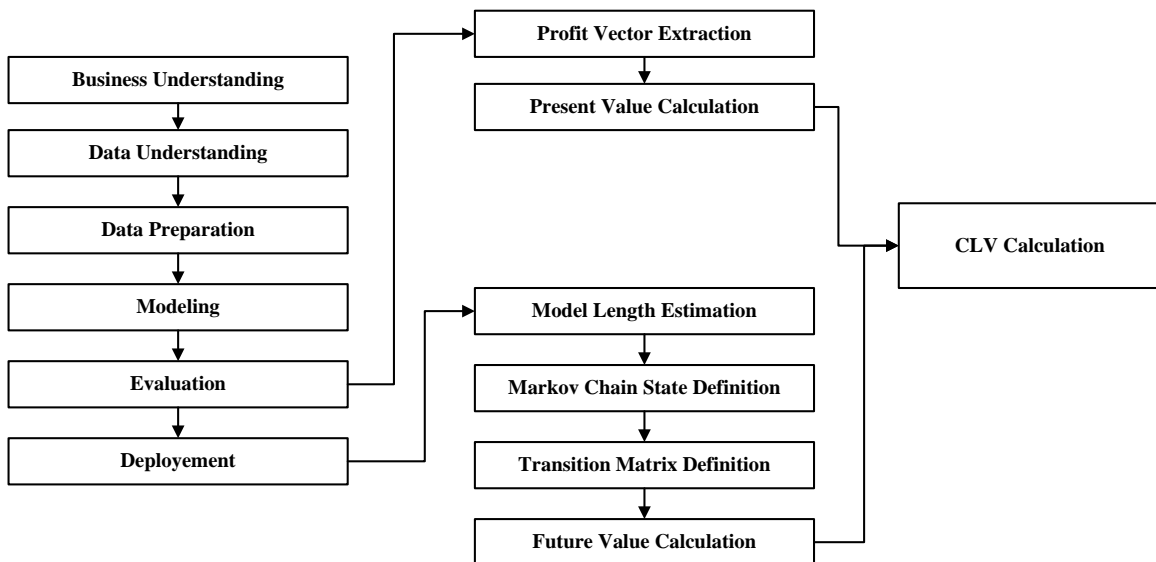 Business Understanding
Data Understanding
Data Preparation
Modeling
Evaluation
Deployement
Profit Vector Extraction
Present Value Calculation
Model Length Estimation
Markov Chain State Definition
Transition Matrix Definition
Future Value Calculation
CLV Calculation